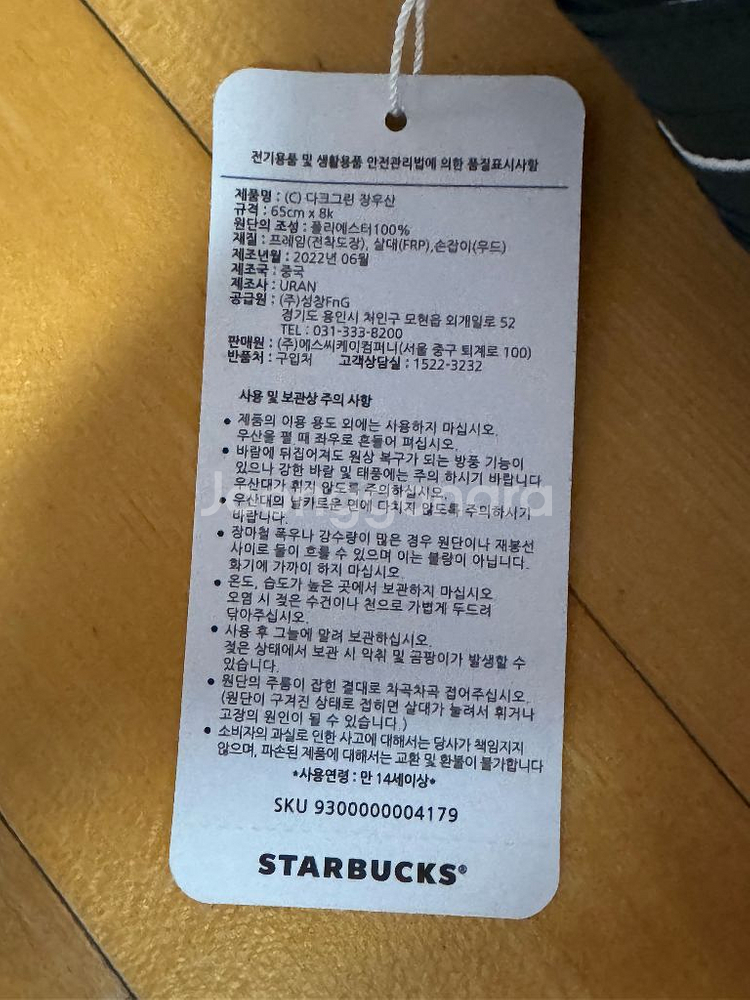 전기용품 및 생활용품 안전관리법에 의한 품질표시사항
제품명 : (C) 다크그린 장우산
규격 : 65cm x 8k
원단의 조성 : 폴리에스터100%
재질 : 프레임(전착도장), 살대(FRP),손잡이(우드)
제조년월 : 2022년 06월
제조국 : 중국
제조사 : URAN
공급원 : (주)성창FnG
경기도 용인시 처인구 모현읍 외개일로 52
TEL : 031-333-8200
판매원 : (주)에스씨케이컴퍼니(서울 중구 퇴계로 100)
반품처 : 구입처 고객상담실 : 1522-3232
사용 및 보관상 주의 사항
• 제품의 이용 용도 외에는 사용하지 마십시오.
우산을 펼 때 좌우로 흔들어 펴십시오.
• 바람에 뒤집어져도 원상 복구가 되는 방풍 기능이
있으나 강한 바람 및 태풍에는 주의 하시기 바랍니다.
우산대가 휘지 않도록 주의하십시오.
• 우산대의 날카로운 면에 다치지 않도록 주의하시기
바랍니다.
• 장마철 폭우나 강수량이 많은 경우 원단이나 재봉선
사이로 물이 흐를 수 있으며 이는 불량이 아닙니다.
화기에 가까이 하지 마십시오.
• 온도, 습도가 높은 곳에서 보관하지 마십시오.
오염 시 젖은 수건이나 천으로 가볍게 두드려
닦아주십시오.
• 사용 후 그늘에 말려 보관하십시오.
젖은 상태에서 보관 시 악취 및 곰팡이가 발생할 수
있습니다.
• 원단의 주름이 잡힌 결대로 차곡차곡 접어주십시오.
(원단이 구겨진 상태로 접히면 살대가 눌려서 휘거나
고장의 원인이 될 수 있습니다.)
• 소비자의 과실로 인한 사고에 대해서는 당사가 책임지지
않으며, 파손된 제품에 대해서는 교환 및 환불이 불가합니다
*사용연령 : 만 14세이상*
SKU 9300000004179
STARBUCKS®
Joonggonara